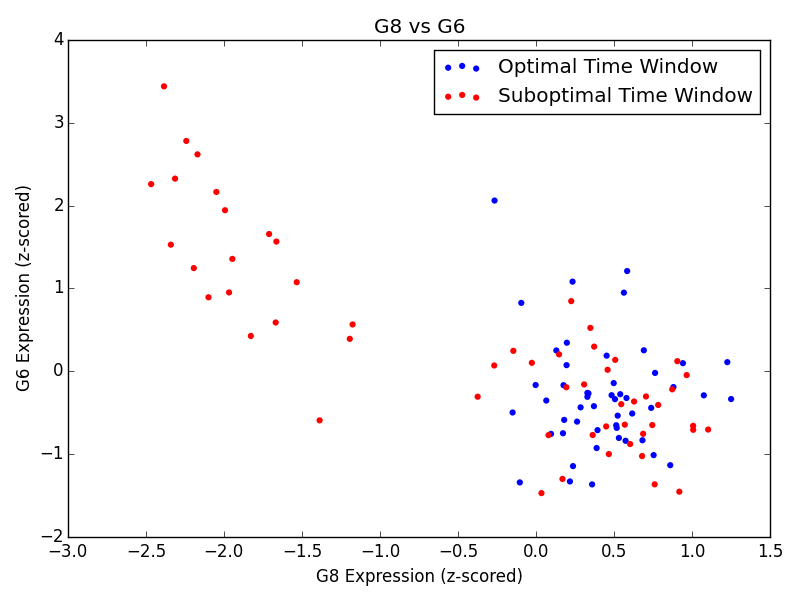 G8 vs G6
Optimal Time Window
Suboptimal Time Window
4
3
2
1
0
−1
−2
G6 Expression (z-scored)
−3.0 −2.5 −2.0 −1.5 −1.0 −0.5 0.0 0.5 1.0 1.5
G8 Expression (z-scored)